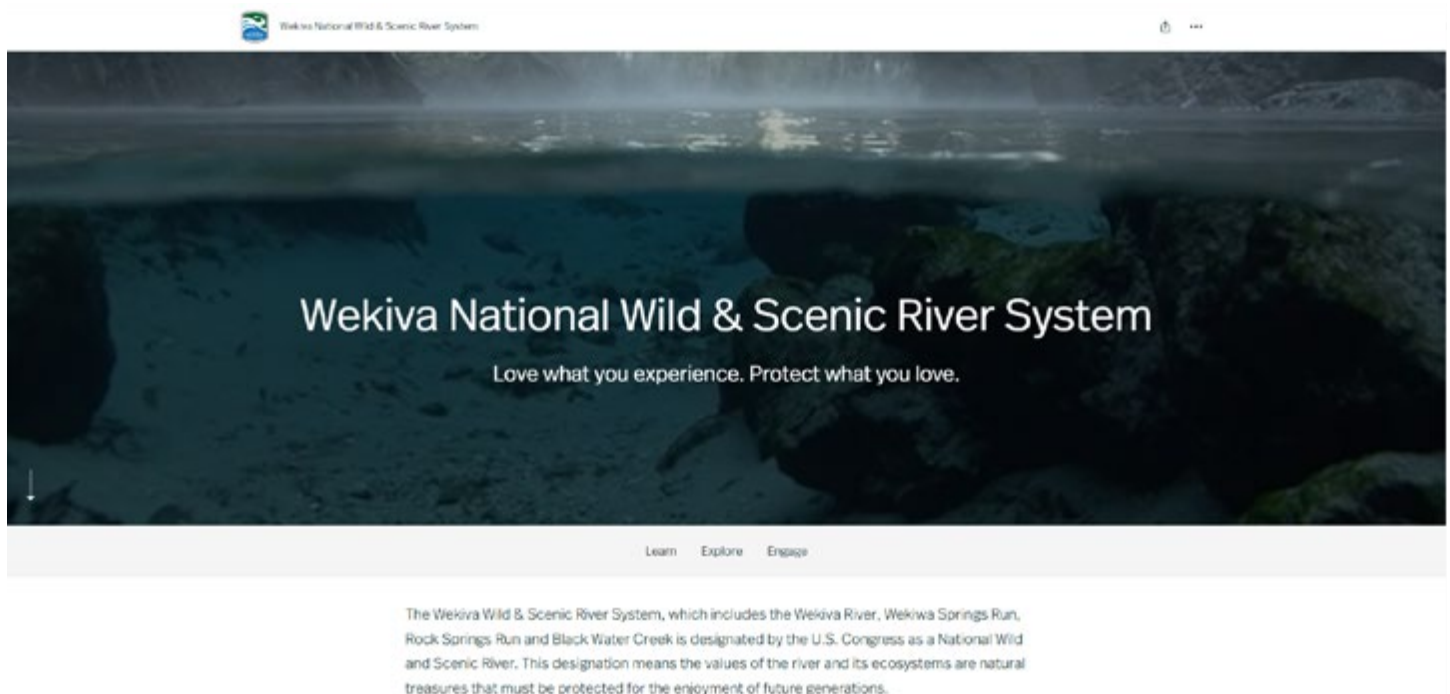 Wekiva National Wild & Scenic River System
Wekiva National Wild & Scenic River System
Love what you experience. Protect what you love.
Learn Explore Engage
The Wekiva Wild & Scenic River System, which includes the Wekiva River, Wekiwa Springs Run,
Rock Springs Run and Black Water Creek is designated by the U.S. Congress as a National Wild
and Scenic River. This designation means the values of the river and its ecosystems are natural
treasures that must be protected for the enjoyment of future generations.